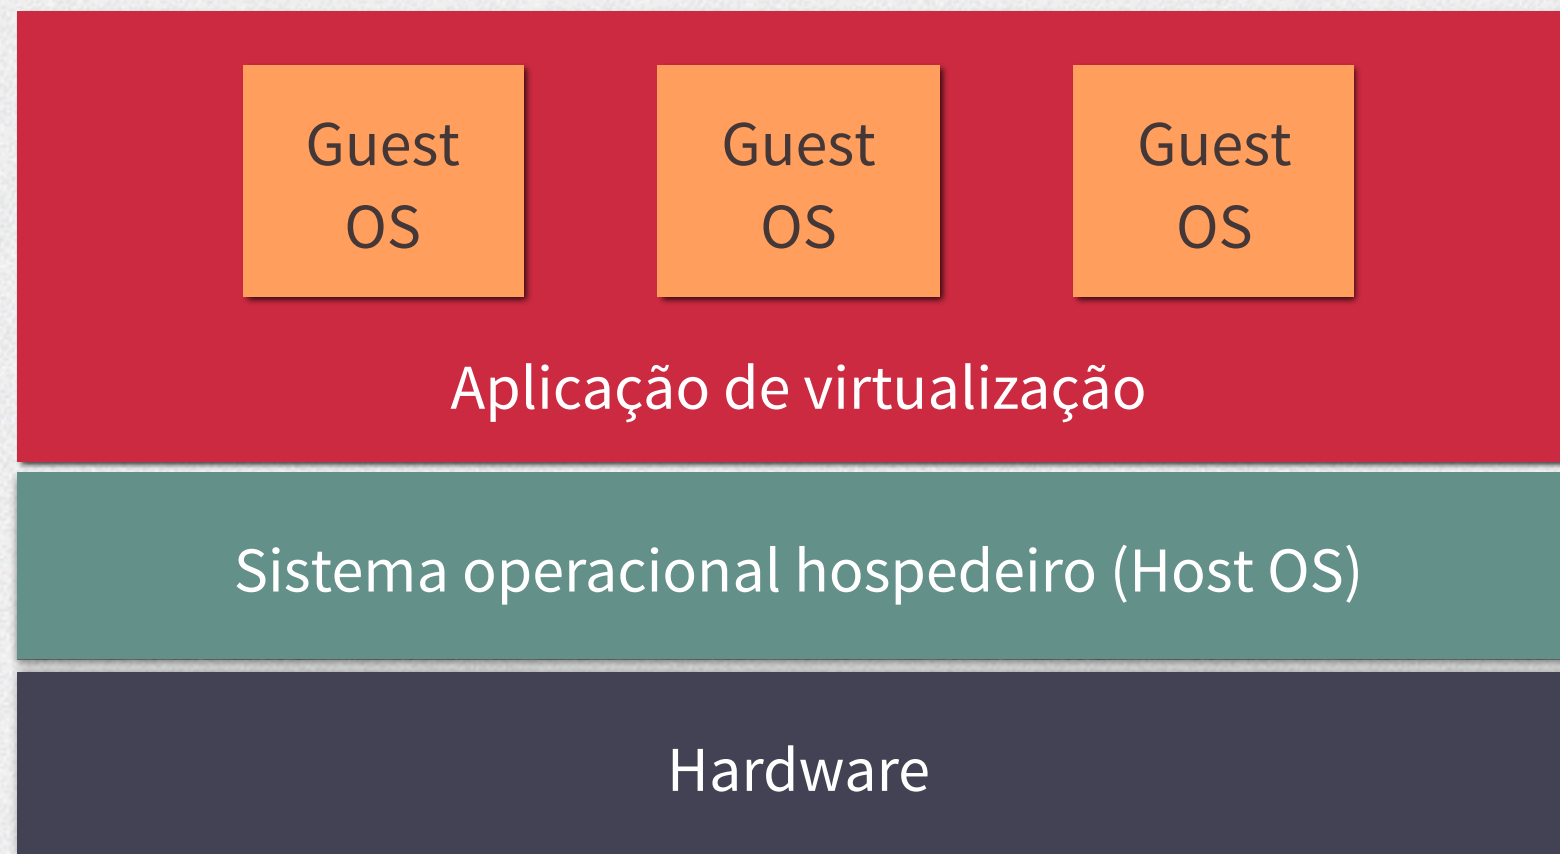 Guest
OS
Guest
OS
Guest
OS
Aplicação de virtualização
Sistema operacional hospedeiro (Host OS)
Hardware